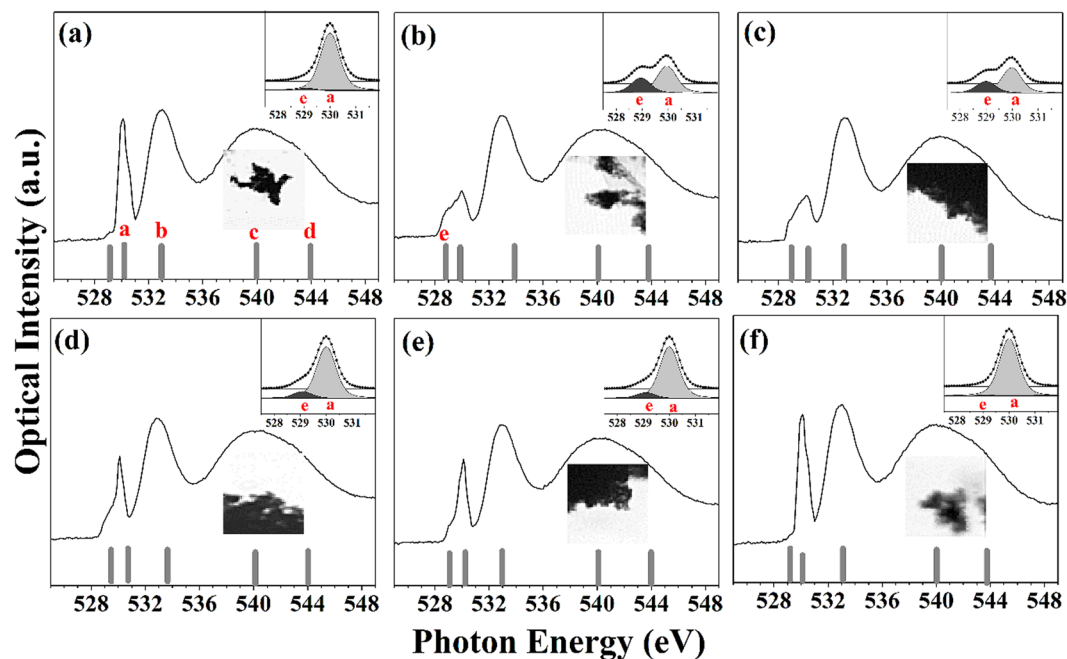 Optical Intensity (a.u.)
(a)
528 529 530 531
e a
a b c d
528 532 536 540 544 548
(b)
528 529 530 531
e a
e
528 532 536 540 544 548
(c)
528 529 530 531
e a
528 532 536 540 544 548
(d)
528 529 530 531
e a
528 532 536 540 544 548
(e)
528 529 530 531
e a
528 532 536 540 544 548
(f)
528 529 530 531
e a
528 532 536 540 544 548
Photon Energy (eV)